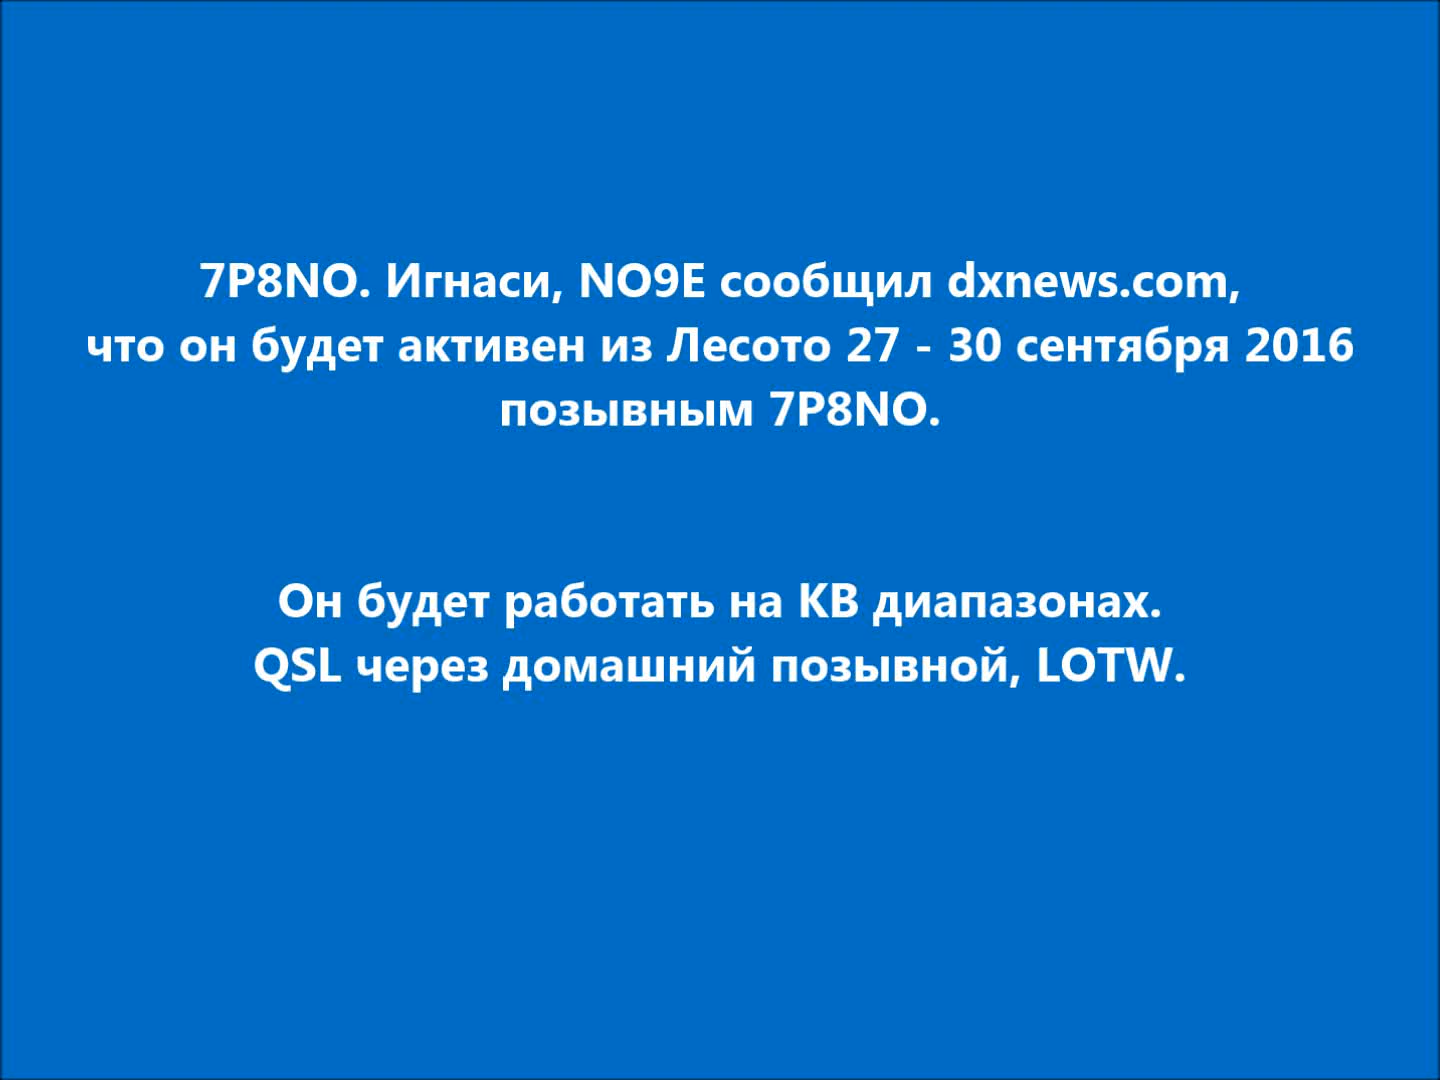 7P8NO. Игнаси, NO9E сообщил dxnews.com,
что он будет активен из Лесото 27 - 30 сентября 2016
позывным 7P8NO.
Он будет работать на КВ диапазонах.
QSL через домашний позывной, LOTW.